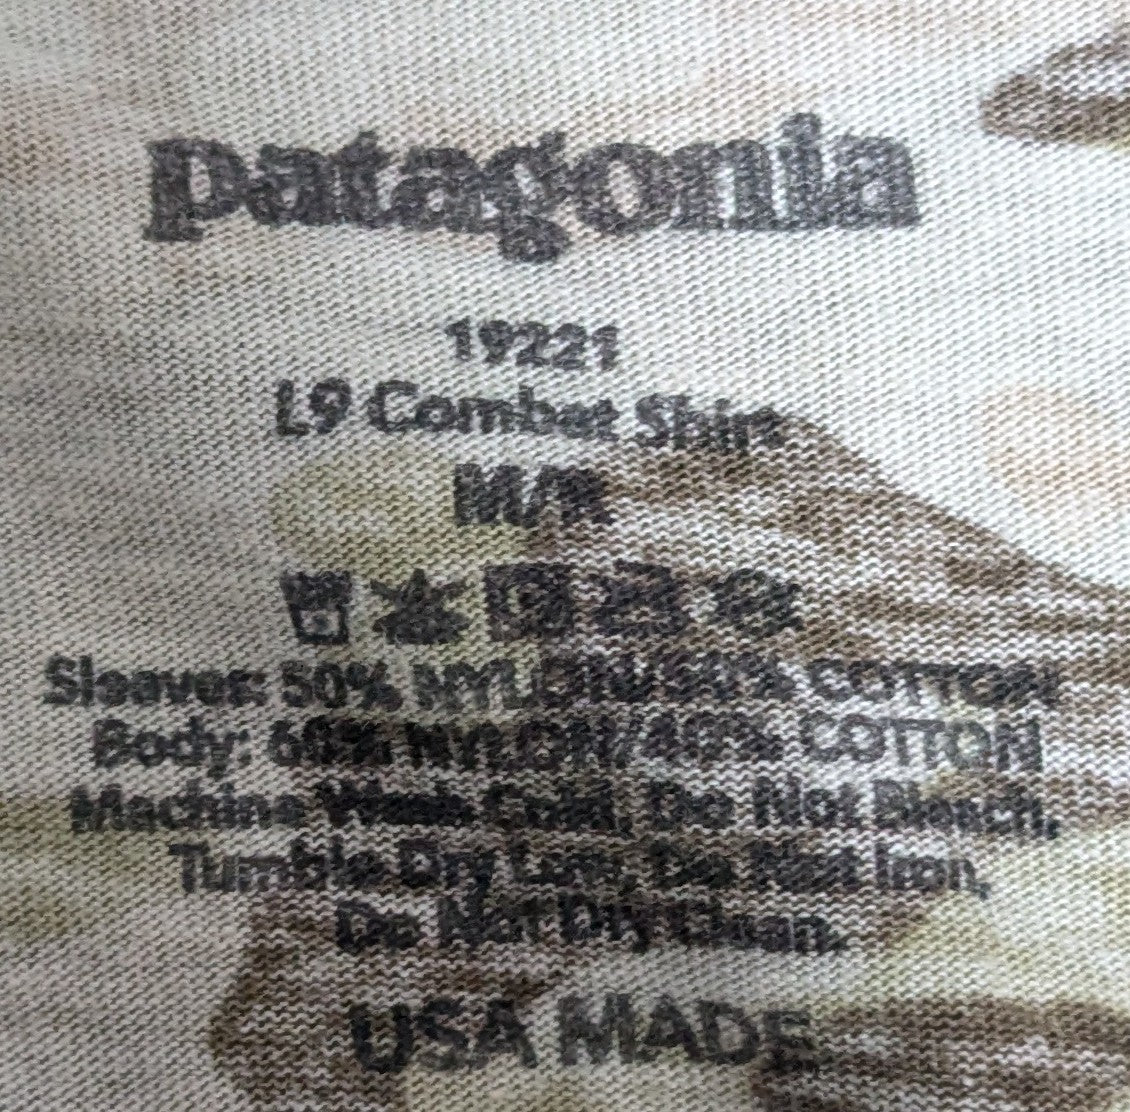 patagonia
19221
L9 Combat Shirt
M/R
Sleeves: 50% NYLON/50% COTTON
Body: 60% NYLON/40% COTTON
Machine Wash Cold, Do Not Bleach,
Tumble Dry Low, Do Not Iron,
Do Not Dry Clean.
USA MADE.